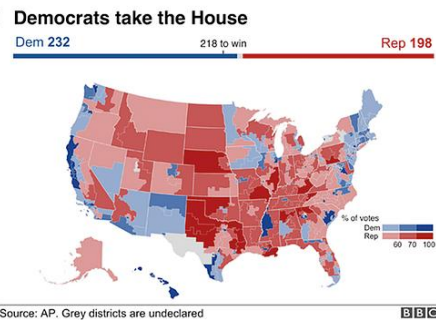 Democrats take the House
Dem 232
218 to win
Rep 198
% of votes
Dem
Rep
60 70 100
Source: AP. Grey districts are undeclared
BBC